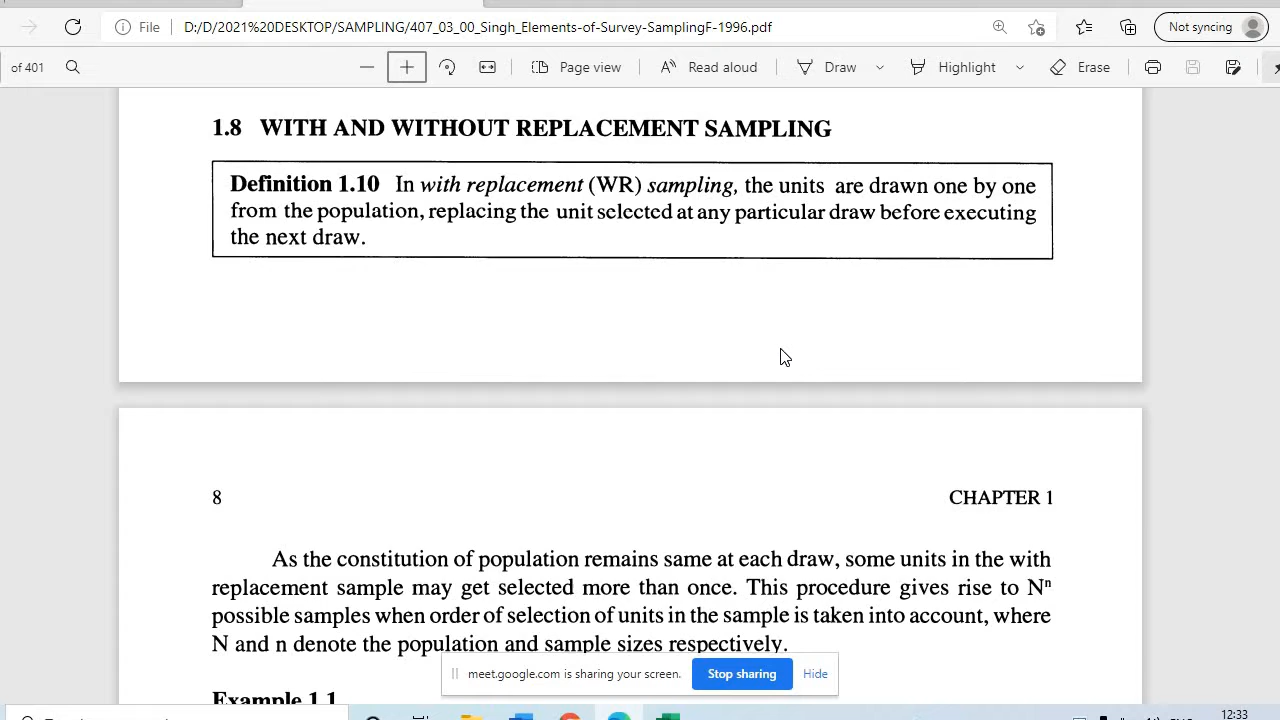 File D:/D/2021%20DESKTOP/SAMPLING/407_03_00_Singh_Elements-of-Survey-SamplingF-1996.pdf Not syncing
of 401 Page view Read aloud Draw Highlight Erase
1.8 WITH AND WITHOUT REPLACEMENT SAMPLING
Definition 1.10 In with replacement (WR) sampling, the units are drawn one by one
from the population, replacing the unit selected at any particular draw before executing
the next draw.
8 CHAPTER 1
As the constitution of population remains same at each draw, some units in the with
replacement sample may get selected more than once. This procedure gives rise to Nⁿ
possible samples when order of selection of units in the sample is taken into account, where
N and n denote the population and sample sizes respectively.
meet.google.com is sharing your screen. Stop sharing Hide
Example 1.1
12:33